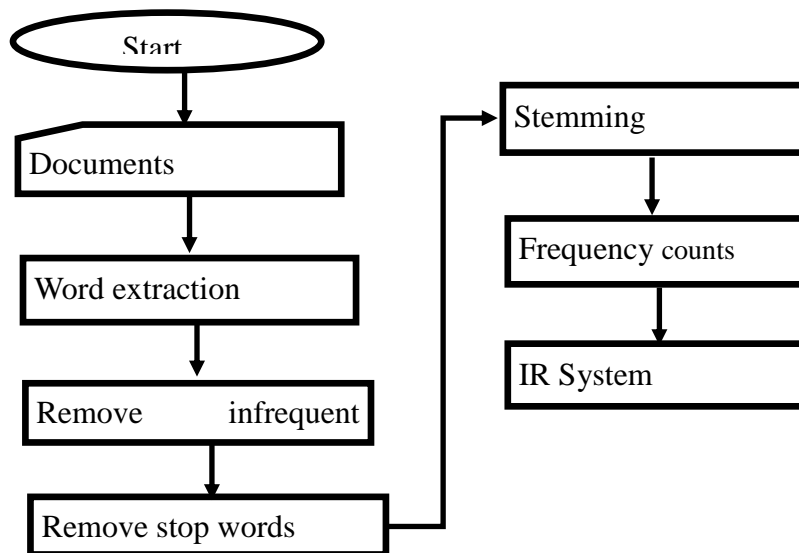 Start
Documents
Word extraction
Remove infrequent
Remove stop words
Stemming
Frequency counts
IR System